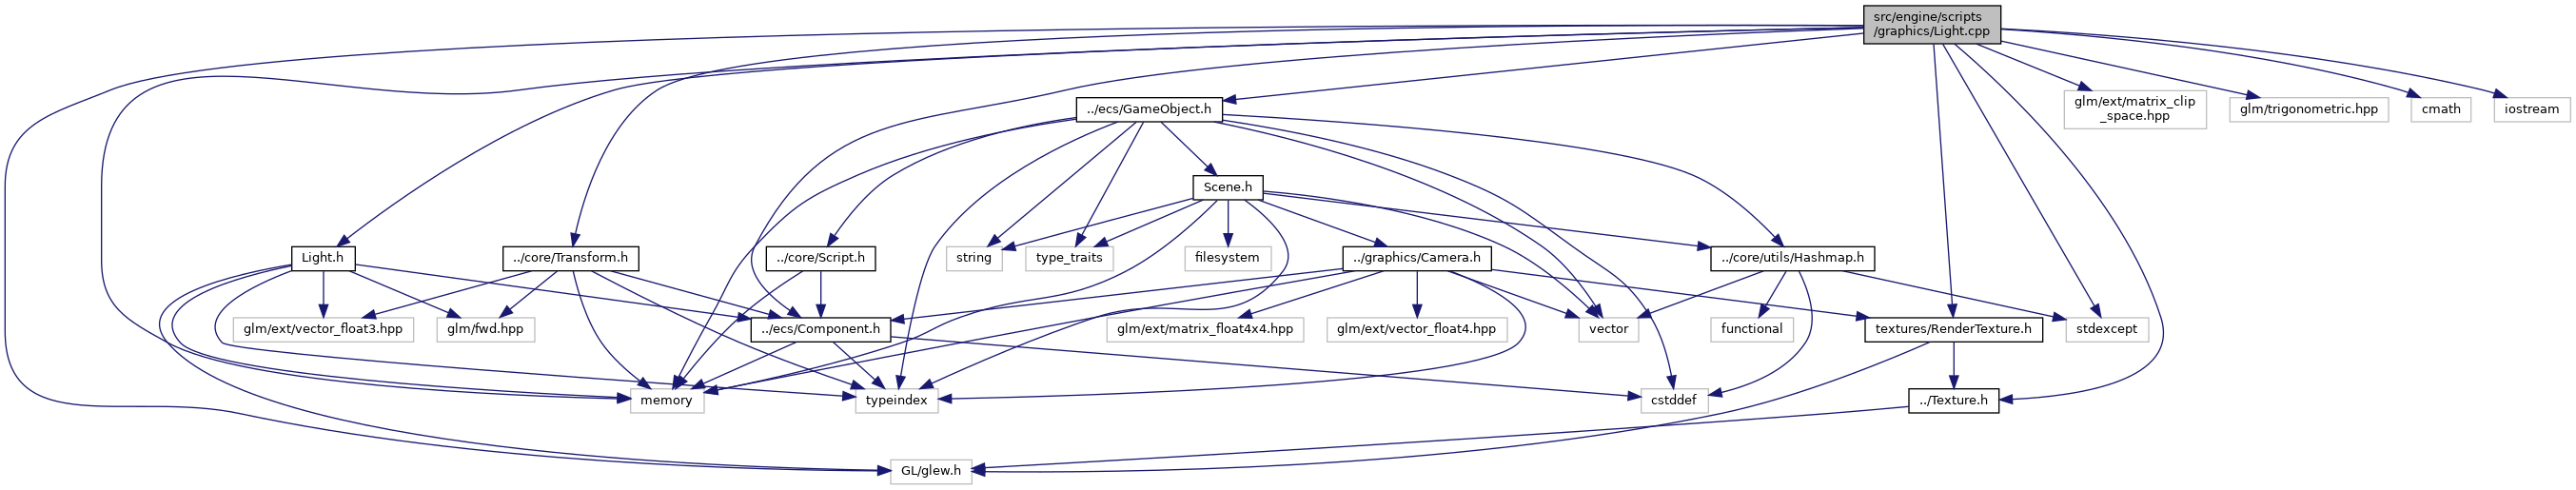 src/engine/scripts
/graphics/Light.cpp
../ecs/GameObject.h
glm/ext/matrix_clip
_space.hpp
glm/trigonometric.hpp
cmath
iostream
Scene.h
Light.h
../core/Transform.h
../core/Script.h
string
type_traits
filesystem
../graphics/Camera.h
../core/utils/Hashmap.h
glm/ext/vector_float3.hpp
glm/fwd.hpp
../ecs/Component.h
glm/ext/matrix_float4x4.hpp
glm/ext/vector_float4.hpp
vector
functional
textures/RenderTexture.h
stdexcept
memory
typeindex
cstddef
../Texture.h
GL/glew.h